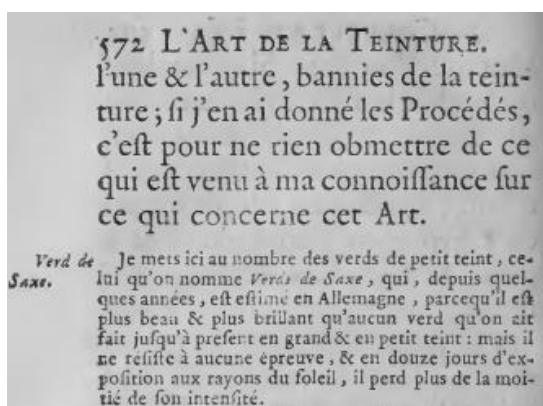 572 L'ART DE LA TEINTURE.
l'une & l'autre, bannies de la tein-
ture ; ſi j'en ai donné les Procédés,
c'eſt pour ne rien obmettre de ce
qui eſt venu à ma connoiſſance ſur
ce qui concerne cet Art.
Verd de Saxe.
Je mets ici au nombre des verds de petit teint, ce-
lui qu'on nomme Verds de Saxe, qui, depuis quel-
ques années, eſt eſtimé en Allemagne, parcequ'il eſt
plus beau & plus brillant qu'aucun verd qu'on ait
fait juſqu'à preſent en grand & en petit teint : mais il
ne réſiſte à aucune épreuve, & en douze jours d'ex-
poſition aux rayons du ſoleil, il perd plus de la moi-
tié de ſon intenſité.